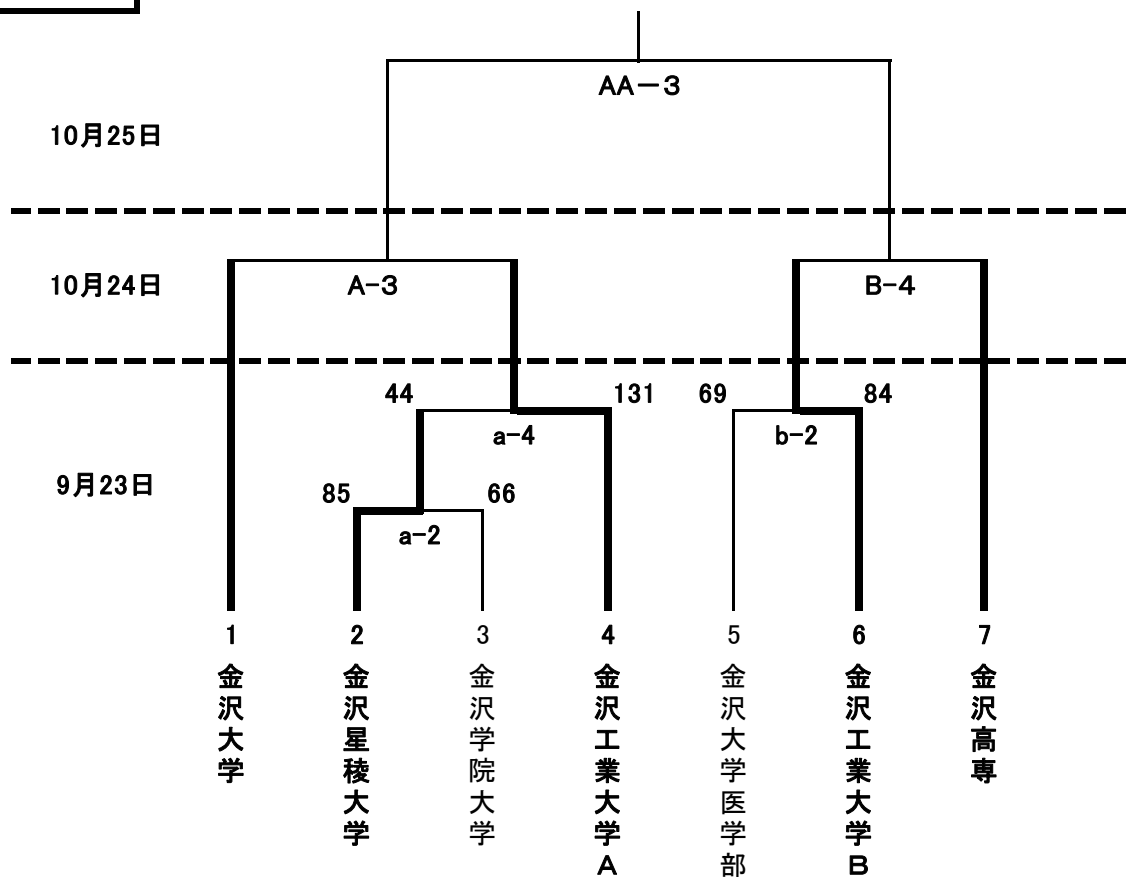 AA－3
10月25日
10月24日
A-3
B-4
44
131
69
84
a-4
b-2
9月23日
85
66
a-2
1
2
3
4
5
6
7
金沢大学
金沢星稜大学
金沢学院大学
金沢工業大学A
金沢大学医学部
金沢工業大学B
金沢高専